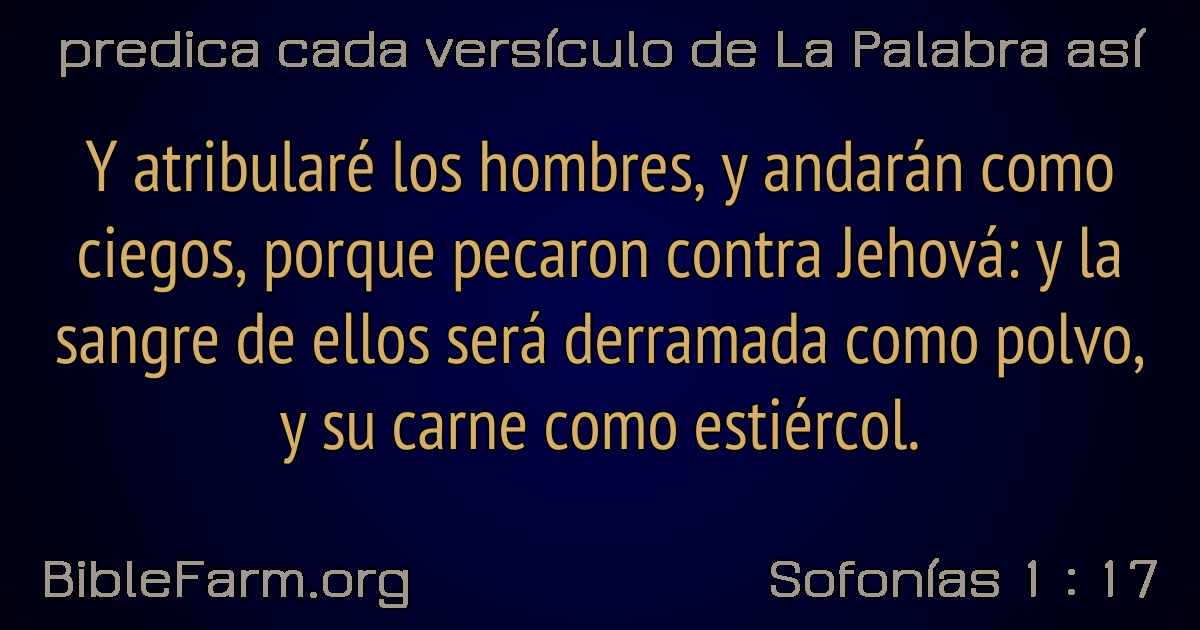 predica cada versículo de La Palabra así
Y atribularé los hombres, y andarán como
ciegos, porque pecaron contra Jehová: y la
sangre de ellos será derramada como polvo,
y su carne como estiércol.
BibleFarm.org
Sofonías 1 : 17